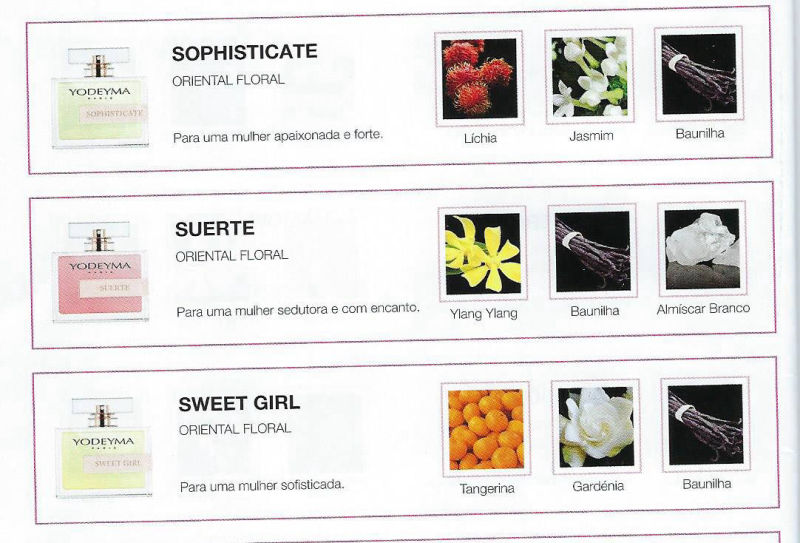 SOPHISTICATE
ORIENTAL FLORAL
YODEYMA
PARIS
SOPHISTICATE
Para uma mulher apaixonada e forte.
Líchia
Jasmim
Baunilha
SUERTE
ORIENTAL FLORAL
YODEYMA
PARIS
SUERTE
Para uma mulher sedutora e com encanto.
Ylang Ylang
Baunilha
Almíscar Branco
SWEET GIRL
ORIENTAL FLORAL
YODEYMA
PARIS
SWEET GIRL
Para uma mulher sofisticada.
Tangerina
Gardénia
Baunilha